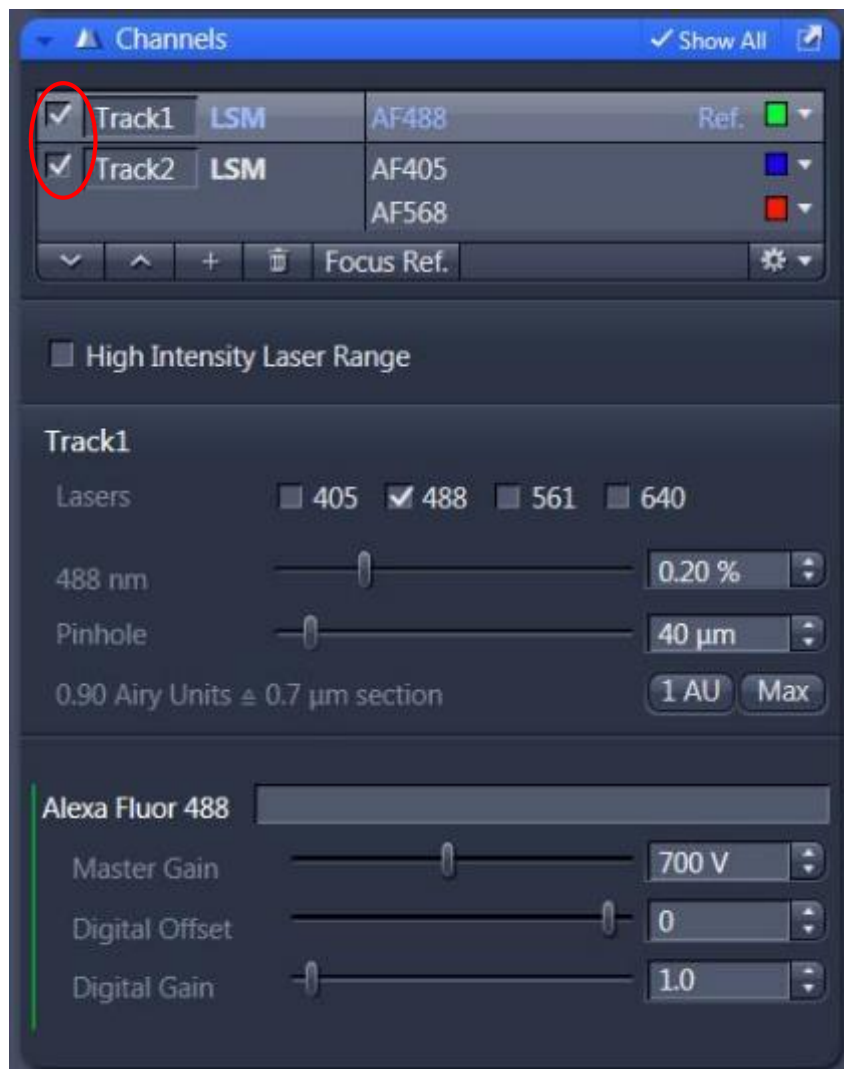 Channels Show All
Track1 LSM AF488 Ref.
Track2 LSM AF405
AF568
+ Focus Ref.
High Intensity Laser Range
Track1
Lasers 405 488 561 640
488 nm 0.20 %
Pinhole 40 µm
0.90 Airy Units ≙ 0.7 µm section 1 AU Max
Alexa Fluor 488
Master Gain 700 V
Digital Offset 0
Digital Gain 1.0